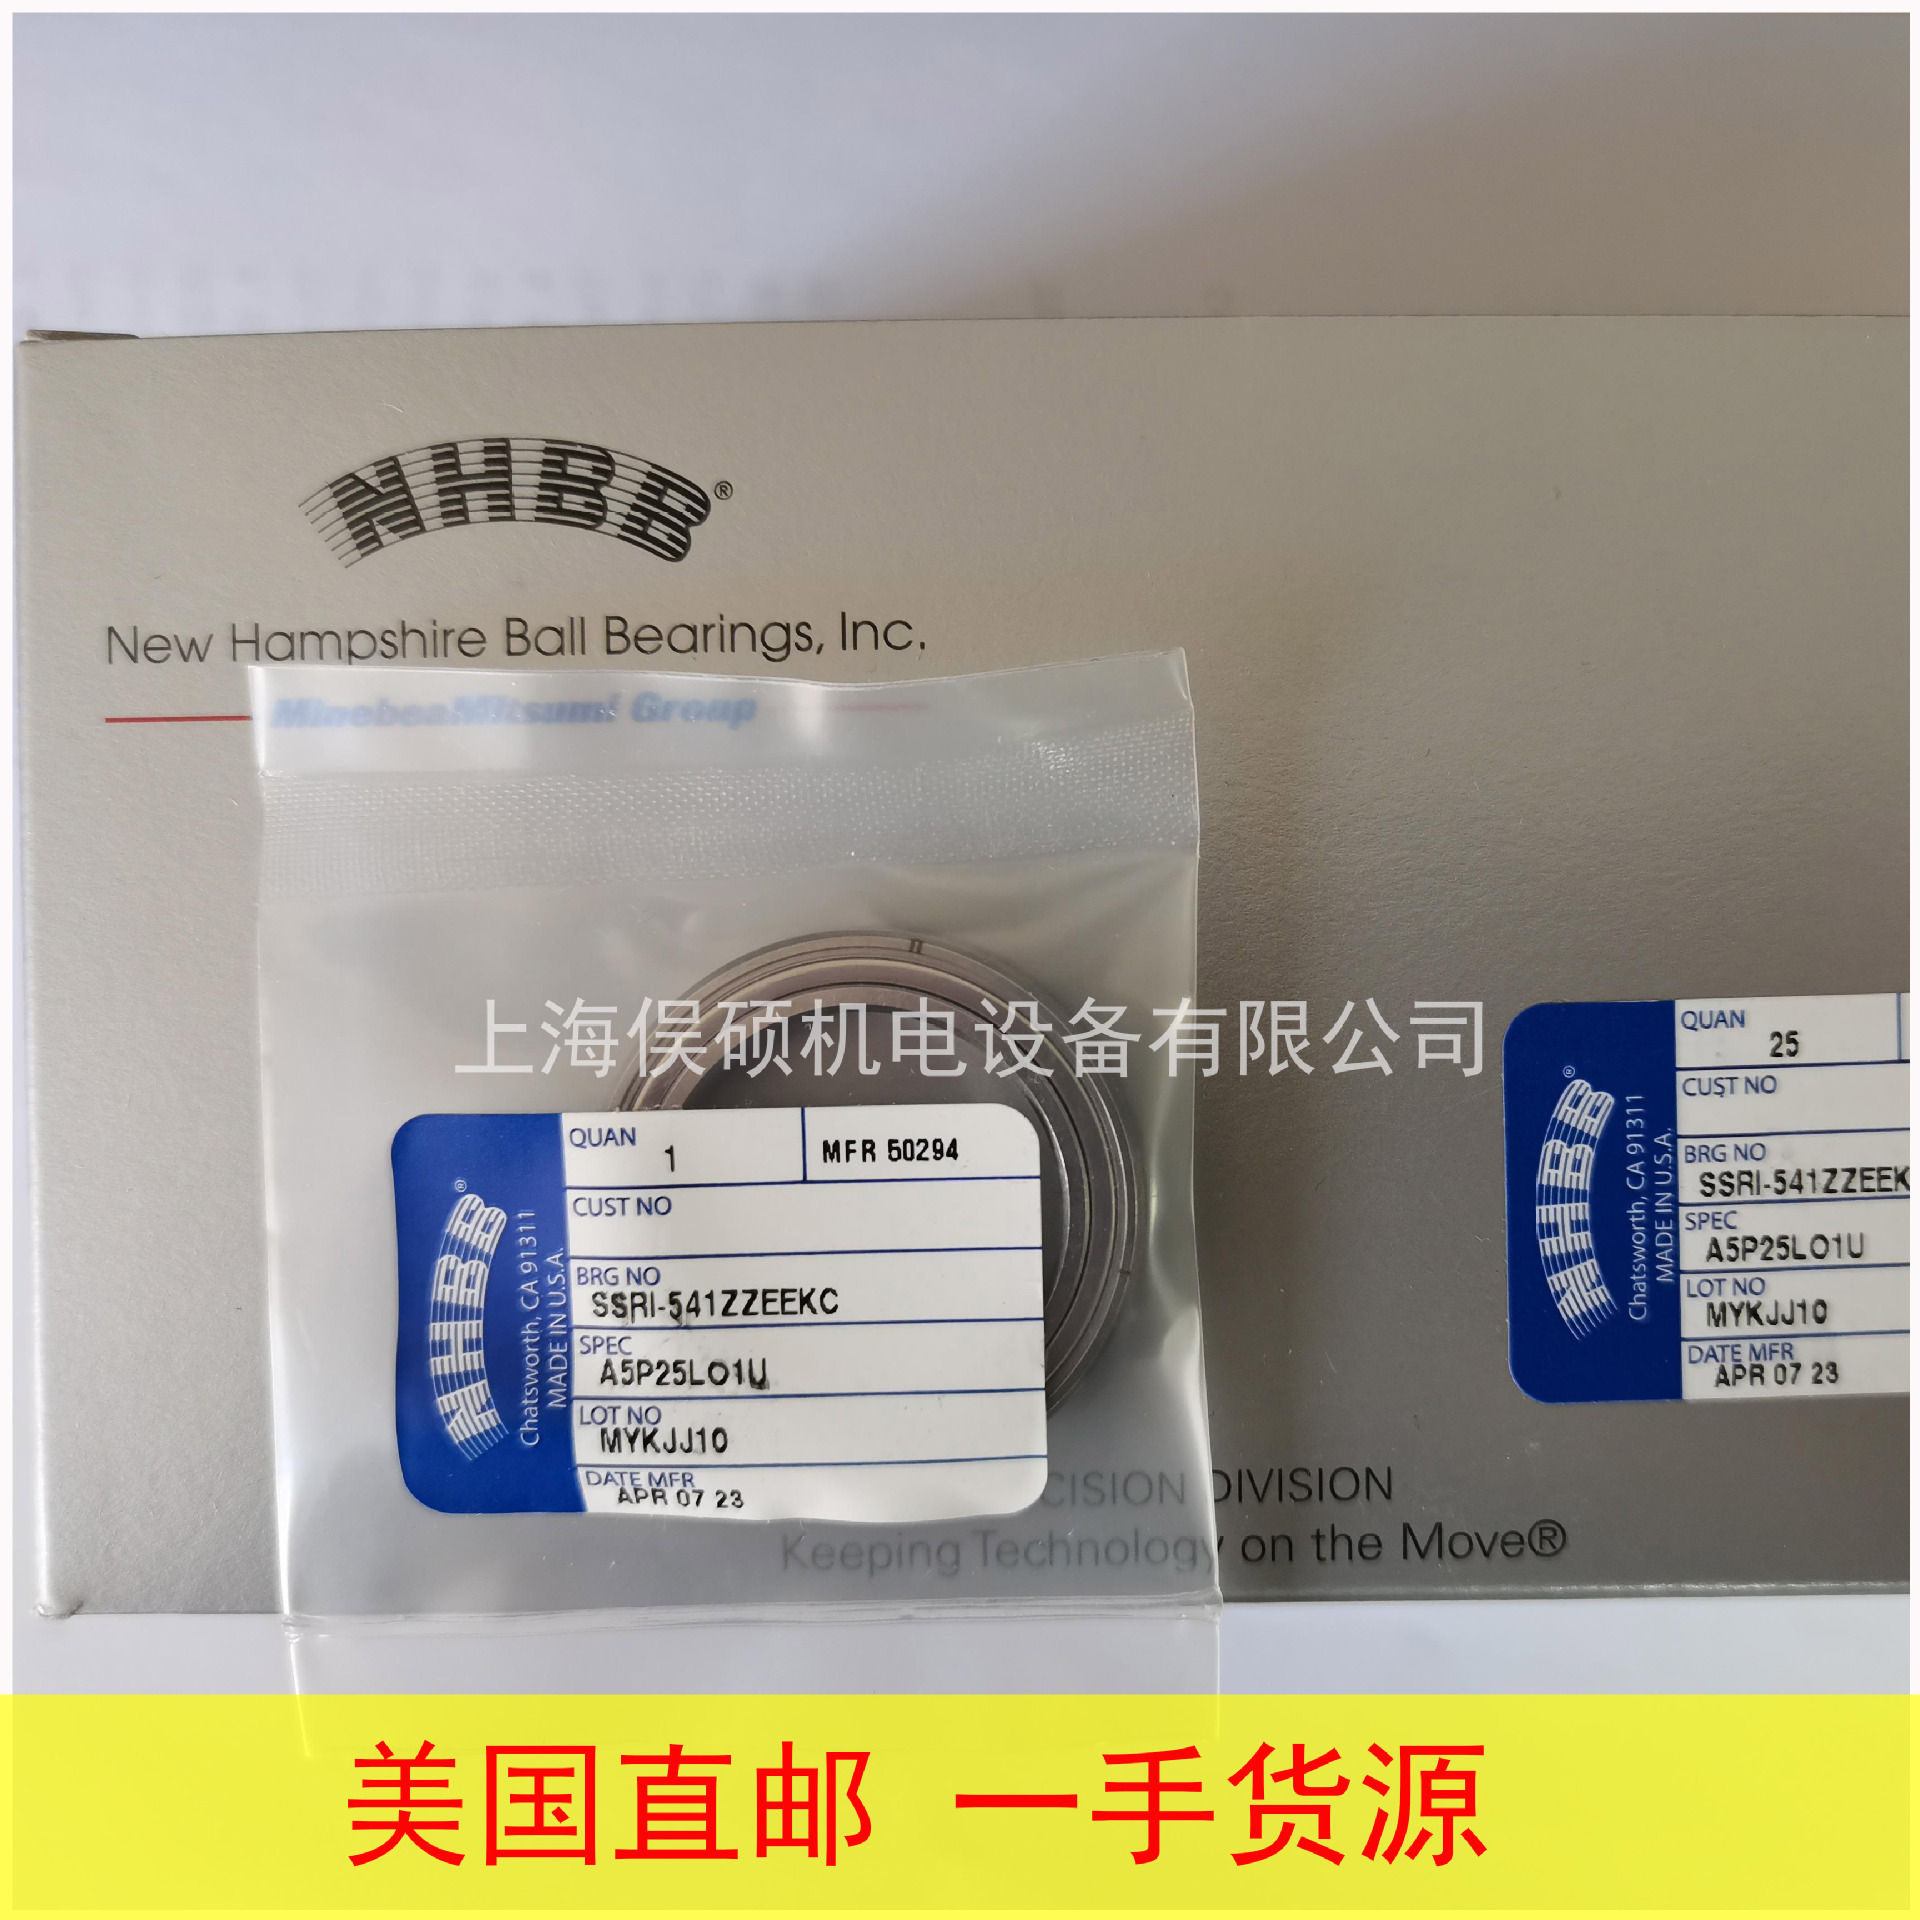 NHBB®
New Hampshire Ball Bearings, Inc.
MinebeaMitsumi Group
上海俣硕机电设备有限公司
NHBB®
Chatsworth, CA 91311
MADE IN U.S.A.
QUAN
1
MFR 50294
CUST NO
BRG NO
SSRI-541ZZEEKC
SPEC
A5P25LO1U
LOT NO
MYKJJ10
DATE MFR
APR 07 23
NHBB®
Chatsworth, CA 91311
MADE IN U.S.A.
QUAN
25
CUST NO
BRG NO
SSRI-541ZZEEK
SPEC
A5P25LO1U
LOT NO
MYKJJ10
DATE MFR
APR 07 23
CISION DIVISION
Keeping Technology on the Move®
美国直邮 一手货源